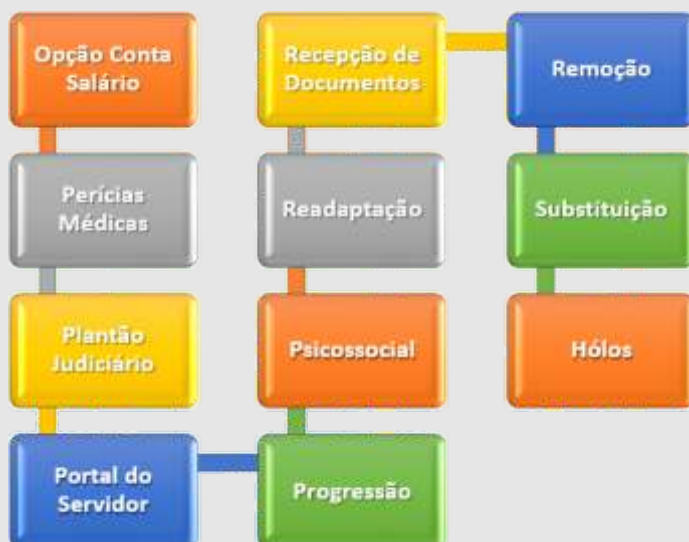 Opção Conta
Salário
Perícias
Médicas
Plantão
Judiciário
Portal do
Servidor
Progressão
Psicossocial
Readaptação
Recepção de
Documentos
Remoção
Substituição
Hólos